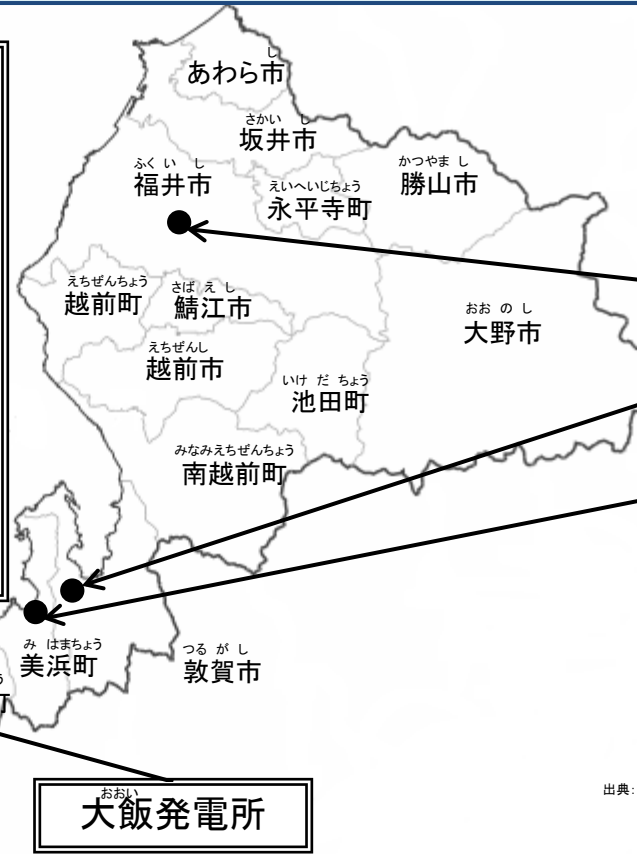 あわら市
し
坂井市
さかい し
福井市
ふくい し
永平寺町
えいへいじちょう
勝山市
かつやま し
越前町
えちぜんちょう
鯖江市
さばえ し
大野市
おおのし
越前市
えちぜんし
池田町
いけだちょう
南越前町
みなみえちぜんちょう
美浜町
みはまちょう
敦賀市
つるがし
大飯発電所
おおい
出典: